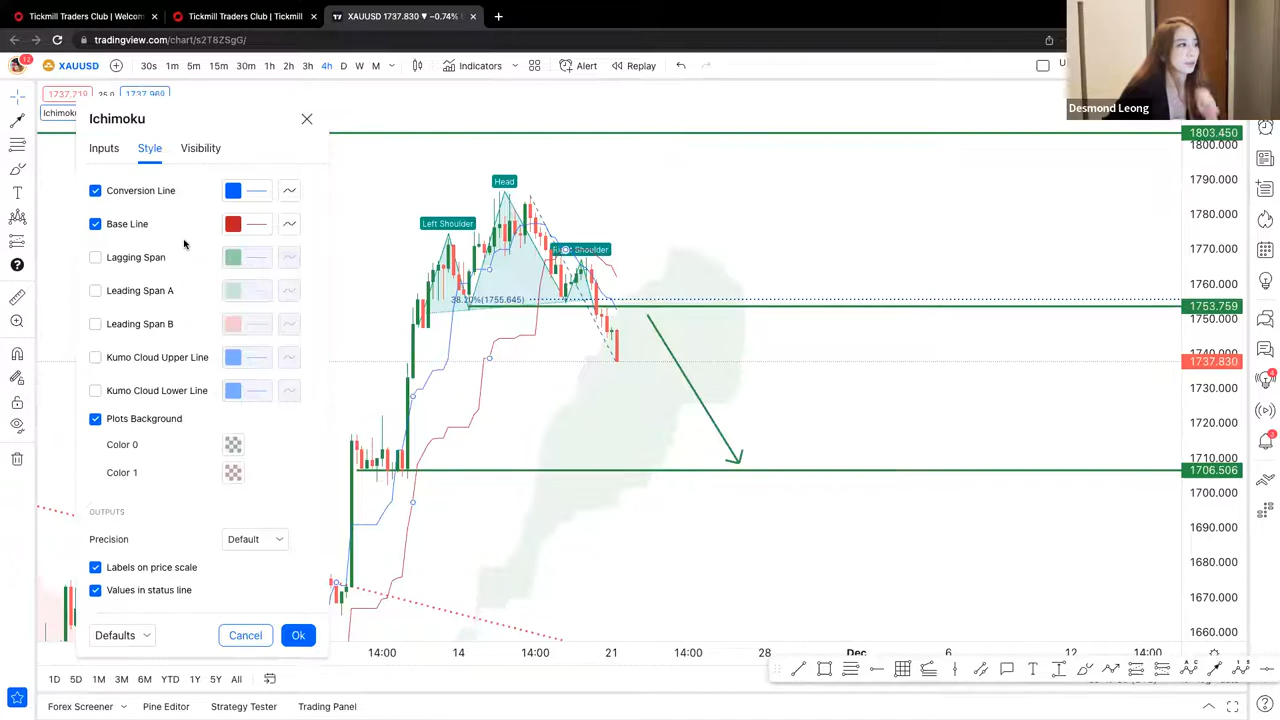 Tickmill Traders Club | Welcom
Tickmill Traders Club | Tickmill
XAUUSD 1737.830 ▼ −0.74%
tradingview.com/chart/s2T8ZSgG/
12
XAUUSD
30s 1m 5m 15m 30m 1h 2h 3h 4h D W M
Indicators
Alert
Replay
Desmond Leong
1737.719
25.0
1737.969
Ichimoku
Ichimoku
Inputs
Style
Visibility
Conversion Line
Base Line
Lagging Span
Leading Span A
Leading Span B
Kumo Cloud Upper Line
Kumo Cloud Lower Line
Plots Background
Color 0
Color 1
OUTPUTS
Precision
Default
Labels on price scale
Values in status line
Defaults
Cancel
Ok
Head
Left Shoulder
Right Shoulder
38.20%(1755.645)
1803.450
1800.000
1790.000
1780.000
1770.000
1760.000
1753.759
1750.000
1740.000
1737.830
1730.000
1720.000
1710.000
1706.506
1700.000
1690.000
1680.000
1670.000
1660.000
14:00
14
14:00
21
14:00
28
Dec
6
12
14:00
1D 5D 1M 3M 6M YTD 1Y 5Y All
Forex Screener
Pine Editor
Strategy Tester
Trading Panel